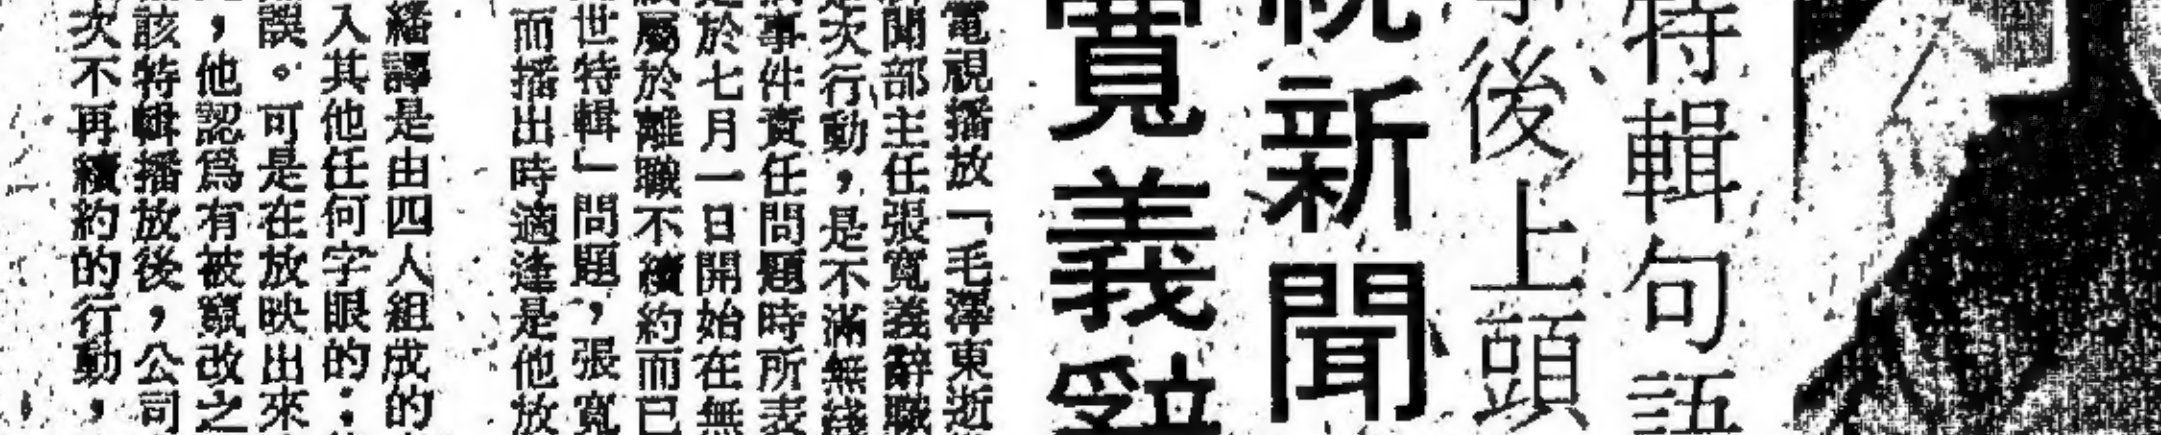 特輯句語
後上頭
視新聞
寬義辭
電視播放「毛澤東逝
聞部主任張寬義辭職
次行動，是不滿無綫
事件責任問題時所表
於七月一日開始在無
屬於離職不續約而已
世特輯」問題，張寬
而播出時適逢是他放
繙譯是由四人組成的
入其他任何字眼的；
誤。可是在放映出來
，他認爲有被竄改之
該特輯播放後，公司
次不再續約的行動，